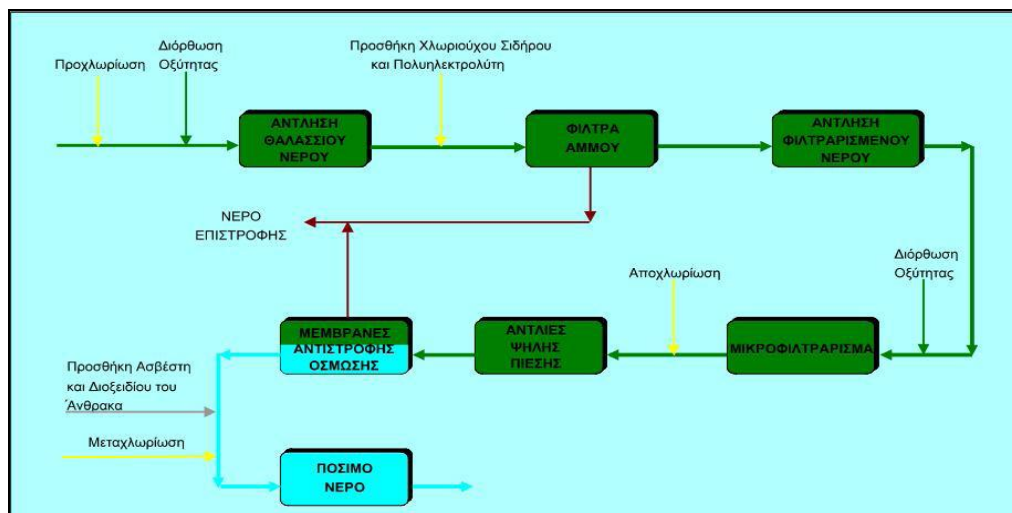 Προχλωρίωση
Διόρθωση
Οξύτητας
Προσθήκη Χλωριούχου Σιδήρου
και Πολυηλεκτρολύτη
ΑΝΤΛΗΣΗ
ΘΑΛΑΣΣΙΟΥ
ΝΕΡΟΥ
ΦΙΛΤΡΑ
ΑΜΜΟΥ
ΑΝΤΛΗΣΗ
ΦΙΛΤΡΑΡΙΣΜΕΝΟΥ
ΝΕΡΟΥ
ΝΕΡΟ
ΕΠΙΣΤΡΟΦΗΣ
Διόρθωση
Οξύτητας
Αποχλωρίωση
ΜΕΜΒΡΑΝΕΣ
ΑΝΤΙΣΤΡΟΦΗΣ
ΟΣΜΩΣΗΣ
ΑΝΤΛΙΕΣ
ΨΗΛΗΣ
ΠΙΕΣΗΣ
ΜΙΚΡΟΦΙΛΤΡΑΡΙΣΜΑ
Προσθήκη Ασβέστη
και Διοξειδίου του
Άνθρακα
Μεταχλωρίωση
ΠΟΣΙΜΟ
ΝΕΡΟ